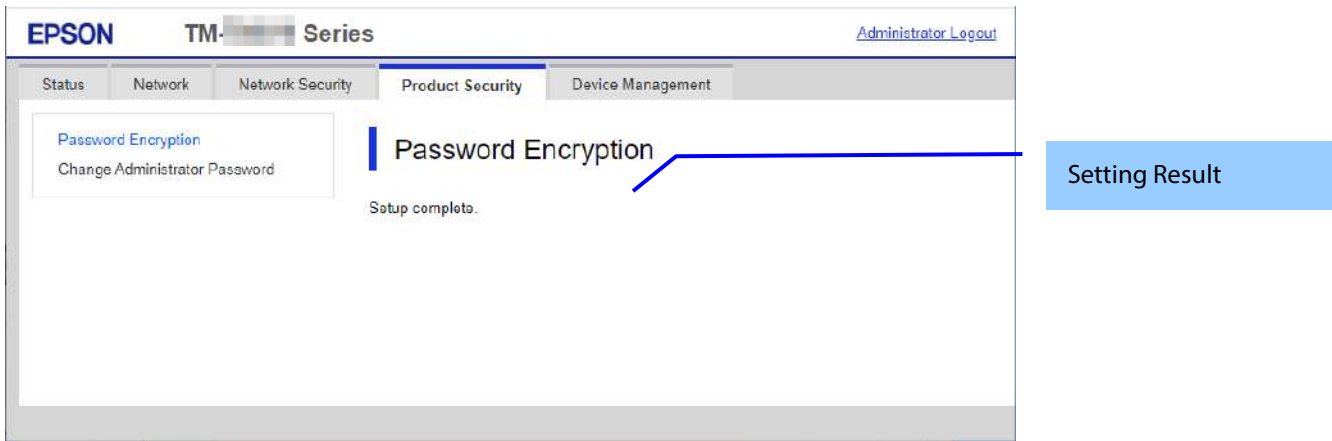 EPSON TM- Series Administrator Logout
Status Network Network Security Product Security Device Management
Password Encryption
Change Administrator Password
Password Encryption
Setup complete.
Setting Result